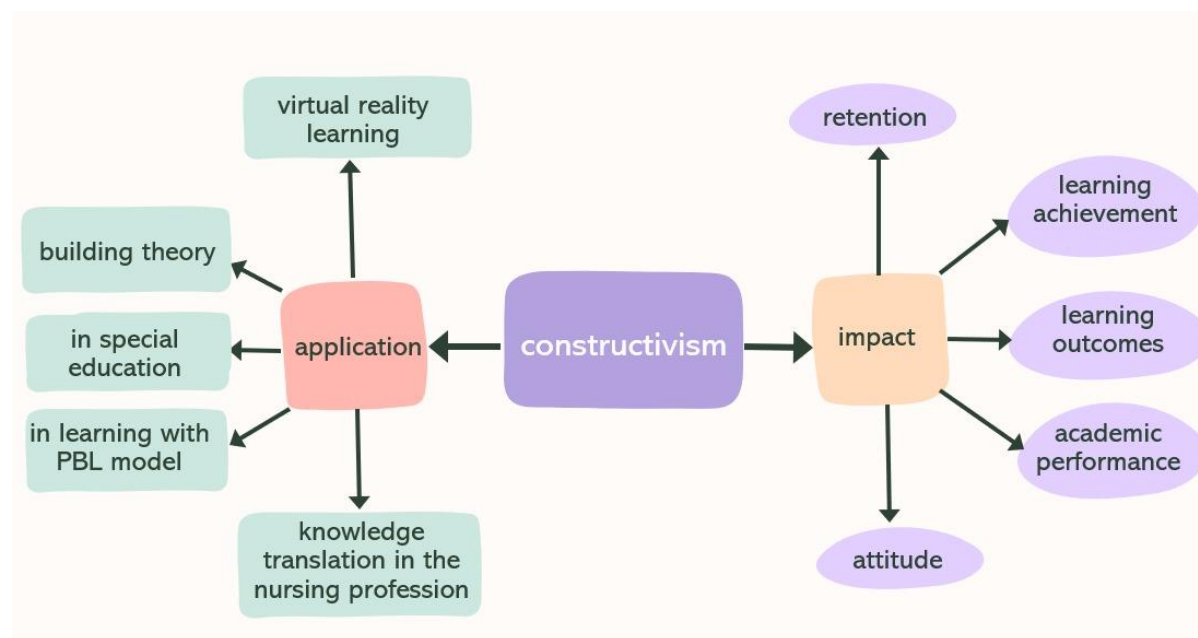 virtual reality
learning
building theory
in special
education
in learning with
PBL model
knowledge
translation in the
nursing profession
application
constructivism
impact
retention
learning
achievement
learning
outcomes
academic
performance
attitude